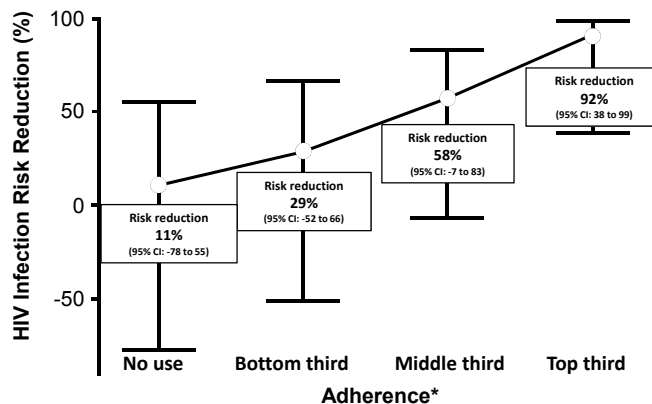 HIV Infection Risk Reduction (%)
100
50
0
-50
Risk reduction
11%
(95% CI: -78 to 55)
Risk reduction
29%
(95% CI: -52 to 66)
Risk reduction
58%
(95% CI: -7 to 83)
Risk reduction
92%
(95% CI: 38 to 99)
No use
Bottom third
Middle third
Top third
Adherence*